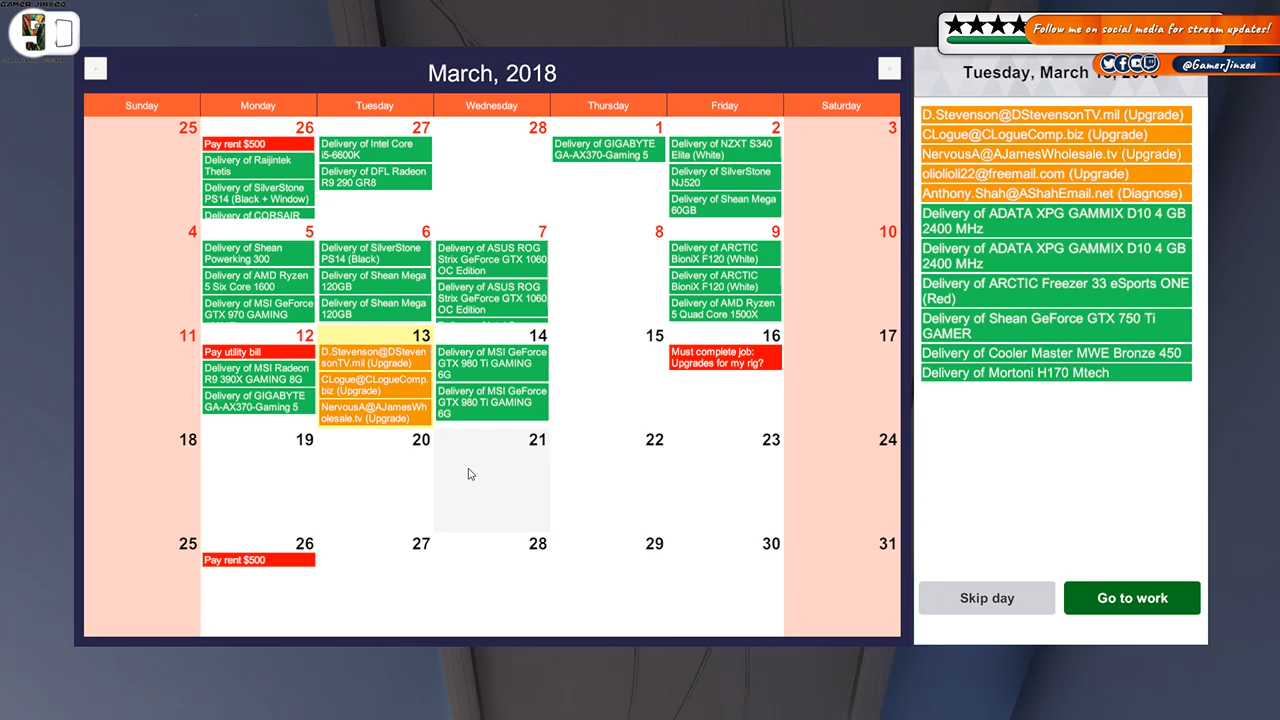 GAMER JINXED
Follow me on social media for stream updates!
@GamerJinxed
March, 2018
Sunday
Monday
Tuesday
Wednesday
Thursday
Friday
Saturday
25
26
Pay rent $500
Delivery of Raijintek
Thetis
Delivery of SilverStone
PS14 (Black + Window)
Delivery of CORSAIR
27
Delivery of Intel Core
i5-6600K
Delivery of DFL Radeon
R9 290 GR8
28
1
Delivery of GIGABYTE
GA-AX370-Gaming 5
2
Delivery of NZXT S340
Elite (White)
Delivery of SilverStone
NJ520
Delivery of Shean Mega
60GB
3
4
5
Delivery of Shean
Powerking 300
Delivery of AMD Ryzen
5 Six Core 1600
Delivery of MSI GeForce
GTX 970 GAMING
6
Delivery of SilverStone
PS14 (Black)
Delivery of Shean Mega
120GB
Delivery of Shean Mega
120GB
7
Delivery of ASUS ROG
Strix GeForce GTX 1060
OC Edition
Delivery of ASUS ROG
Strix GeForce GTX 1060
OC Edition
8
9
Delivery of ARCTIC
BioniX F120 (White)
Delivery of ARCTIC
BioniX F120 (White)
Delivery of AMD Ryzen
5 Quad Core 1500X
10
11
12
Pay utility bill
Delivery of MSI Radeon
R9 390X GAMING 8G
Delivery of GIGABYTE
GA-AX370-Gaming 5
13
D.Stevenson@DSteven
sonTV.mil (Upgrade)
CLogue@CLogueComp.
biz (Upgrade)
NervousA@AJamesWh
olesale.tv (Upgrade)
14
Delivery of MSI GeForce
GTX 980 Ti GAMING
6G
Delivery of MSI GeForce
GTX 980 Ti GAMING
6G
15
16
Must complete job:
Upgrades for my rig?
17
18
19
20
21
22
23
24
25
26
Pay rent $500
27
28
29
30
31
Tuesday, March
D.Stevenson@DStevensonTV.mil (Upgrade)
CLogue@CLogueComp.biz (Upgrade)
NervousA@AJamesWholesale.tv (Upgrade)
oliolioli22@freemail.com (Upgrade)
Anthony.Shah@AShahEmail.net (Diagnose)
Delivery of ADATA XPG GAMMIX D10 4 GB
2400 MHz
Delivery of ADATA XPG GAMMIX D10 4 GB
2400 MHz
Delivery of ARCTIC Freezer 33 eSports ONE
(Red)
Delivery of Shean GeForce GTX 750 Ti
GAMER
Delivery of Cooler Master MWE Bronze 450
Delivery of Mortoni H170 Mtech
Skip day
Go to work